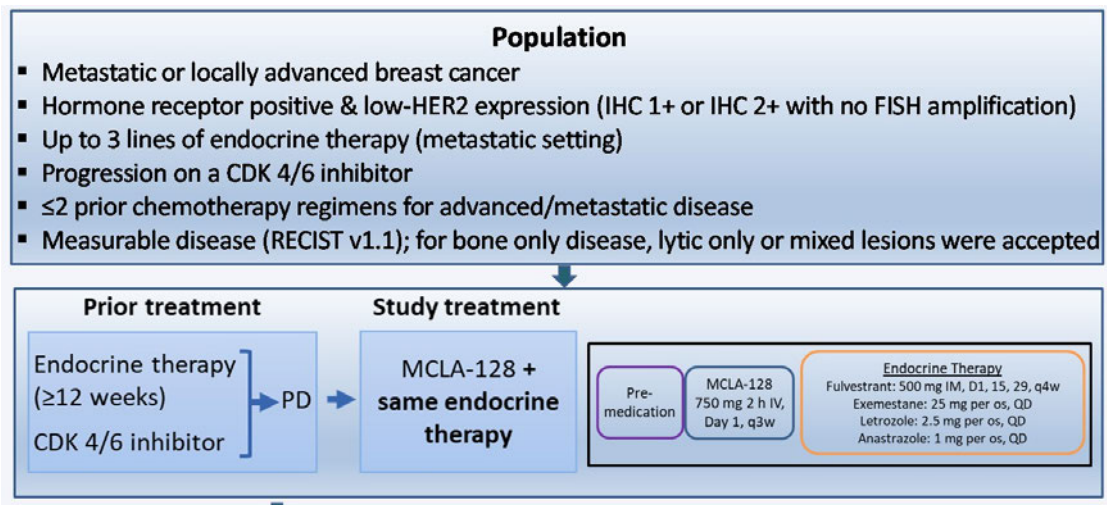 Population
▪ Metastatic or locally advanced breast cancer
▪ Hormone receptor positive & low-HER2 expression (IHC 1+ or IHC 2+ with no FISH amplification)
▪ Up to 3 lines of endocrine therapy (metastatic setting)
▪ Progression on a CDK 4/6 inhibitor
▪ ≤2 prior chemotherapy regimens for advanced/metastatic disease
▪ Measurable disease (RECIST v1.1); for bone only disease, lytic only or mixed lesions were accepted
Prior treatment
Endocrine therapy
(≥12 weeks)
CDK 4/6 inhibitor
PD
Study treatment
MCLA-128 +
same endocrine
therapy
Pre-
medication
MCLA-128
750 mg 2 h IV,
Day 1, q3w
Endocrine Therapy
Fulvestrant: 500 mg IM, D1, 15, 29, q4w
Exemestane: 25 mg per os, QD
Letrozole: 2.5 mg per os, QD
Anastrazole: 1 mg per os, QD